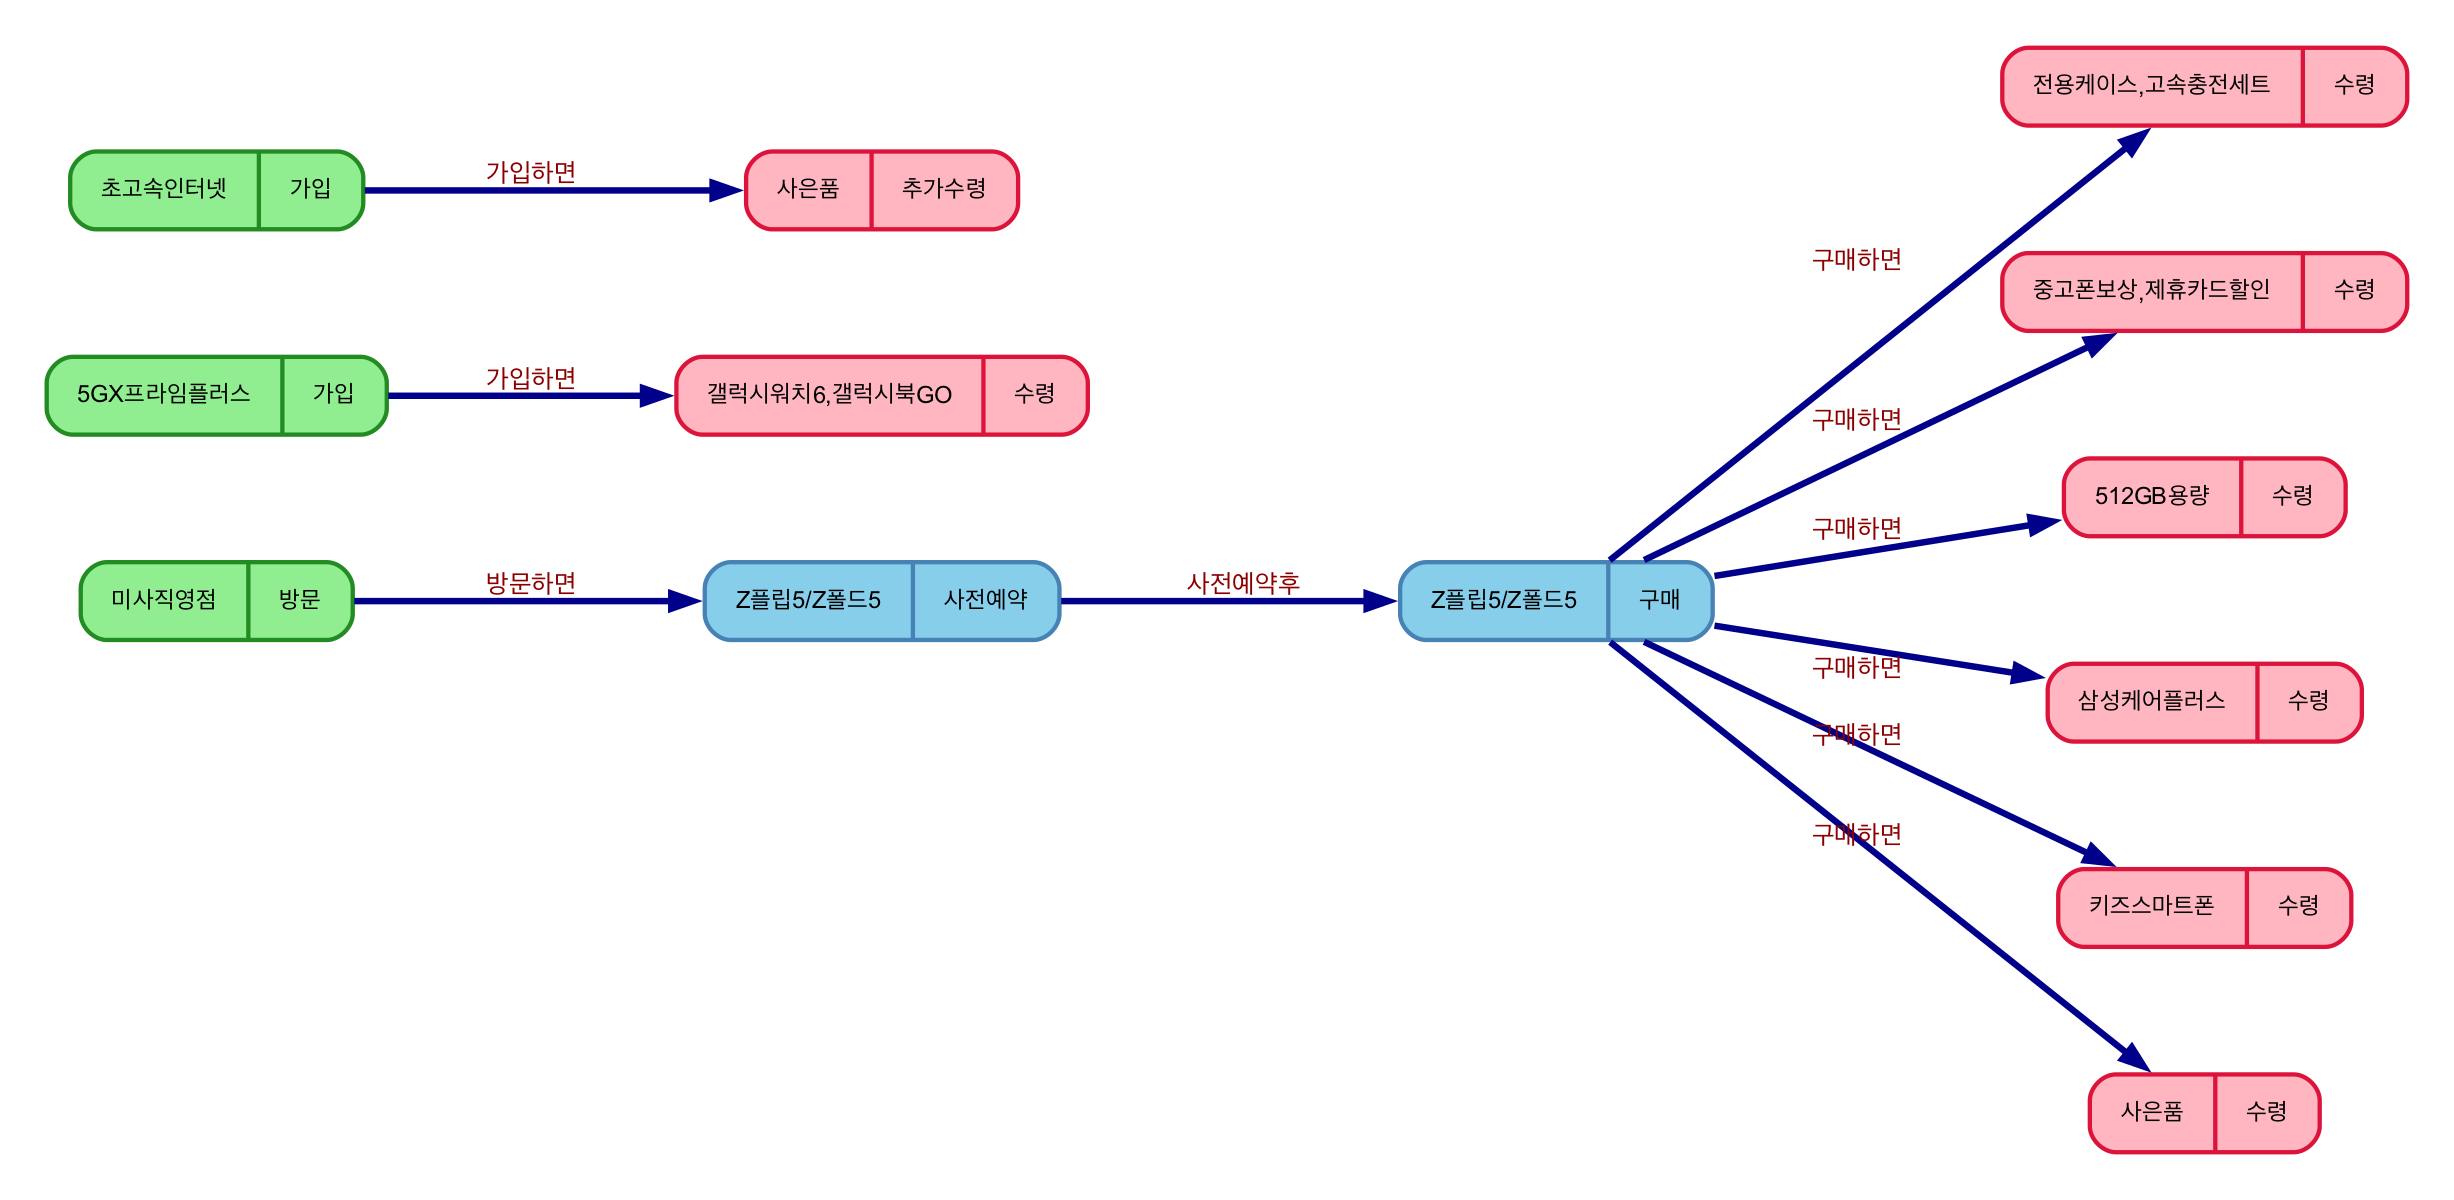 초고속인터넷 가입
가입하면
사은품 추가수령
5GX프라임플러스 가입
가입하면
갤럭시워치6,갤럭시북GO 수령
미사직영점 방문
방문하면
Z플립5/Z폴드5 사전예약
사전예약후
Z플립5/Z폴드5 구매
구매하면
전용케이스,고속충전세트 수령
구매하면
중고폰보상,제휴카드할인 수령
구매하면
512GB용량 수령
구매하면
삼성케어플러스 수령
구매하면
키즈스마트폰 수령
구매하면
사은품 수령